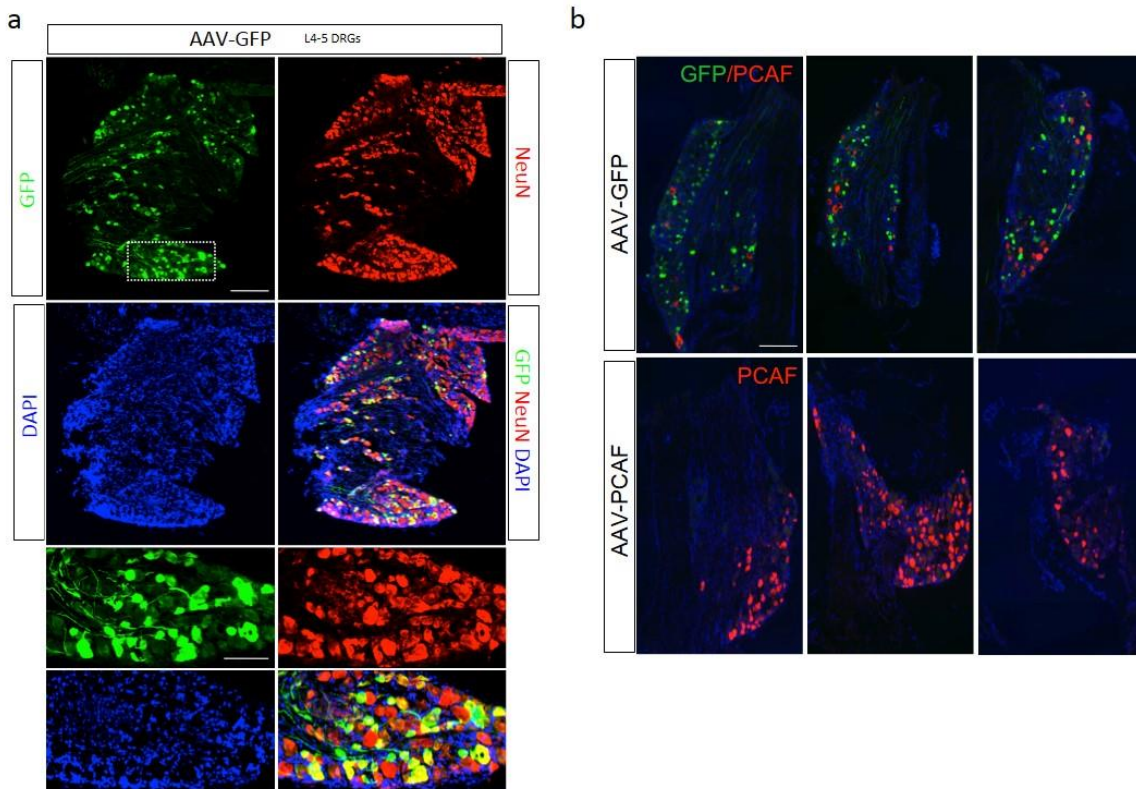 a
AAV-GFP L4-5 DRGs
GFP
NeuN
DAPI
GFP NeuN DAPI
b
AAV-GFP
GFP/PCAF
AAV-PCAF
PCAF